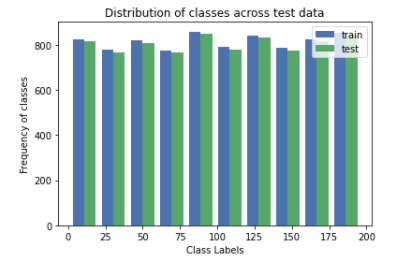 Distribution of classes across test data
train
test
Frequency of classes
800
600
400
200
0
0 25 50 75 100 125 150 175 200
Class Labels